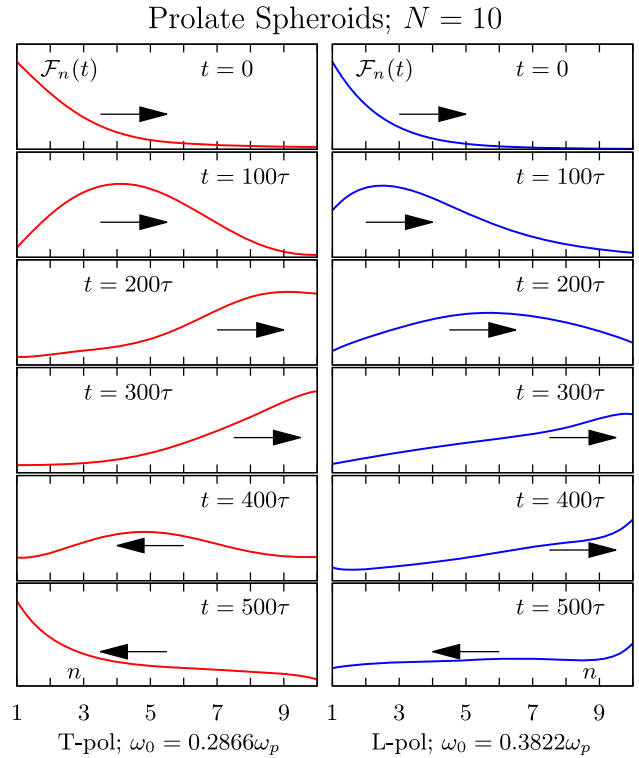 Prolate Spheroids; N = 10
ℱₙ(t) t = 0 ℱₙ(t) t = 0
t = 100τ t = 100τ
t = 200τ t = 200τ
t = 300τ t = 300τ
t = 400τ t = 400τ
t = 500τ t = 500τ
n n
1 3 5 7 9 1 3 5 7 9
T-pol; ω₀ = 0.2866ωₚ L-pol; ω₀ = 0.3822ωₚ